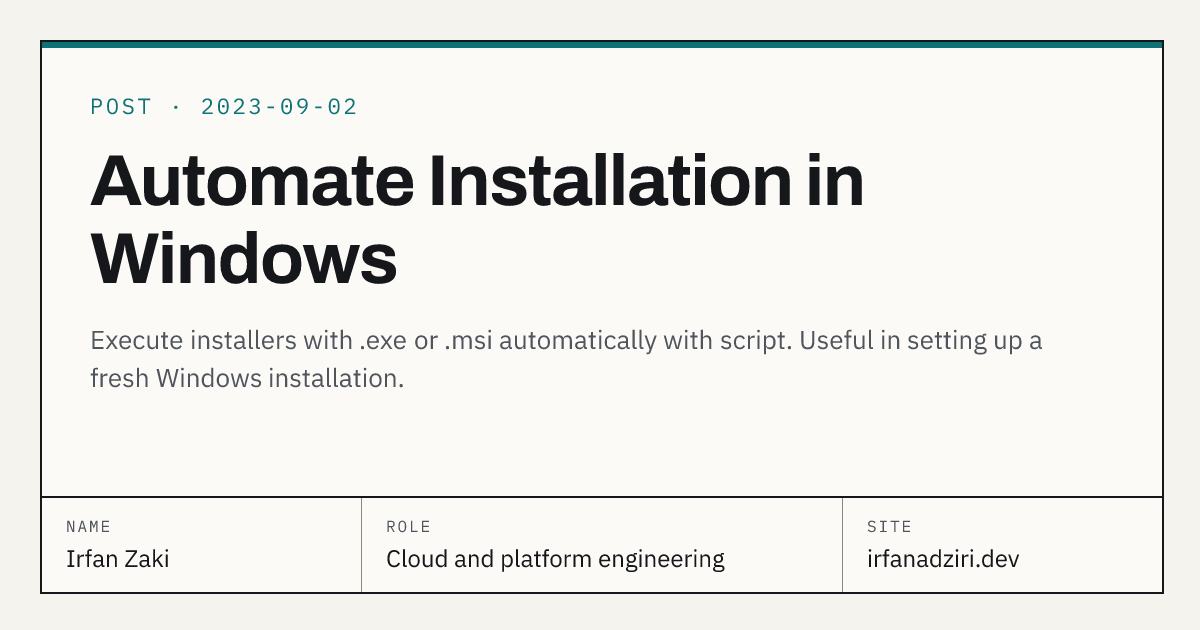 POST · 2023-09-02
Automate Installation in
Windows
Execute installers with .exe or .msi automatically with script. Useful in setting up a
fresh Windows installation.
NAME
Irfan Zaki
ROLE
Cloud and platform engineering
SITE
irfanadziri.dev